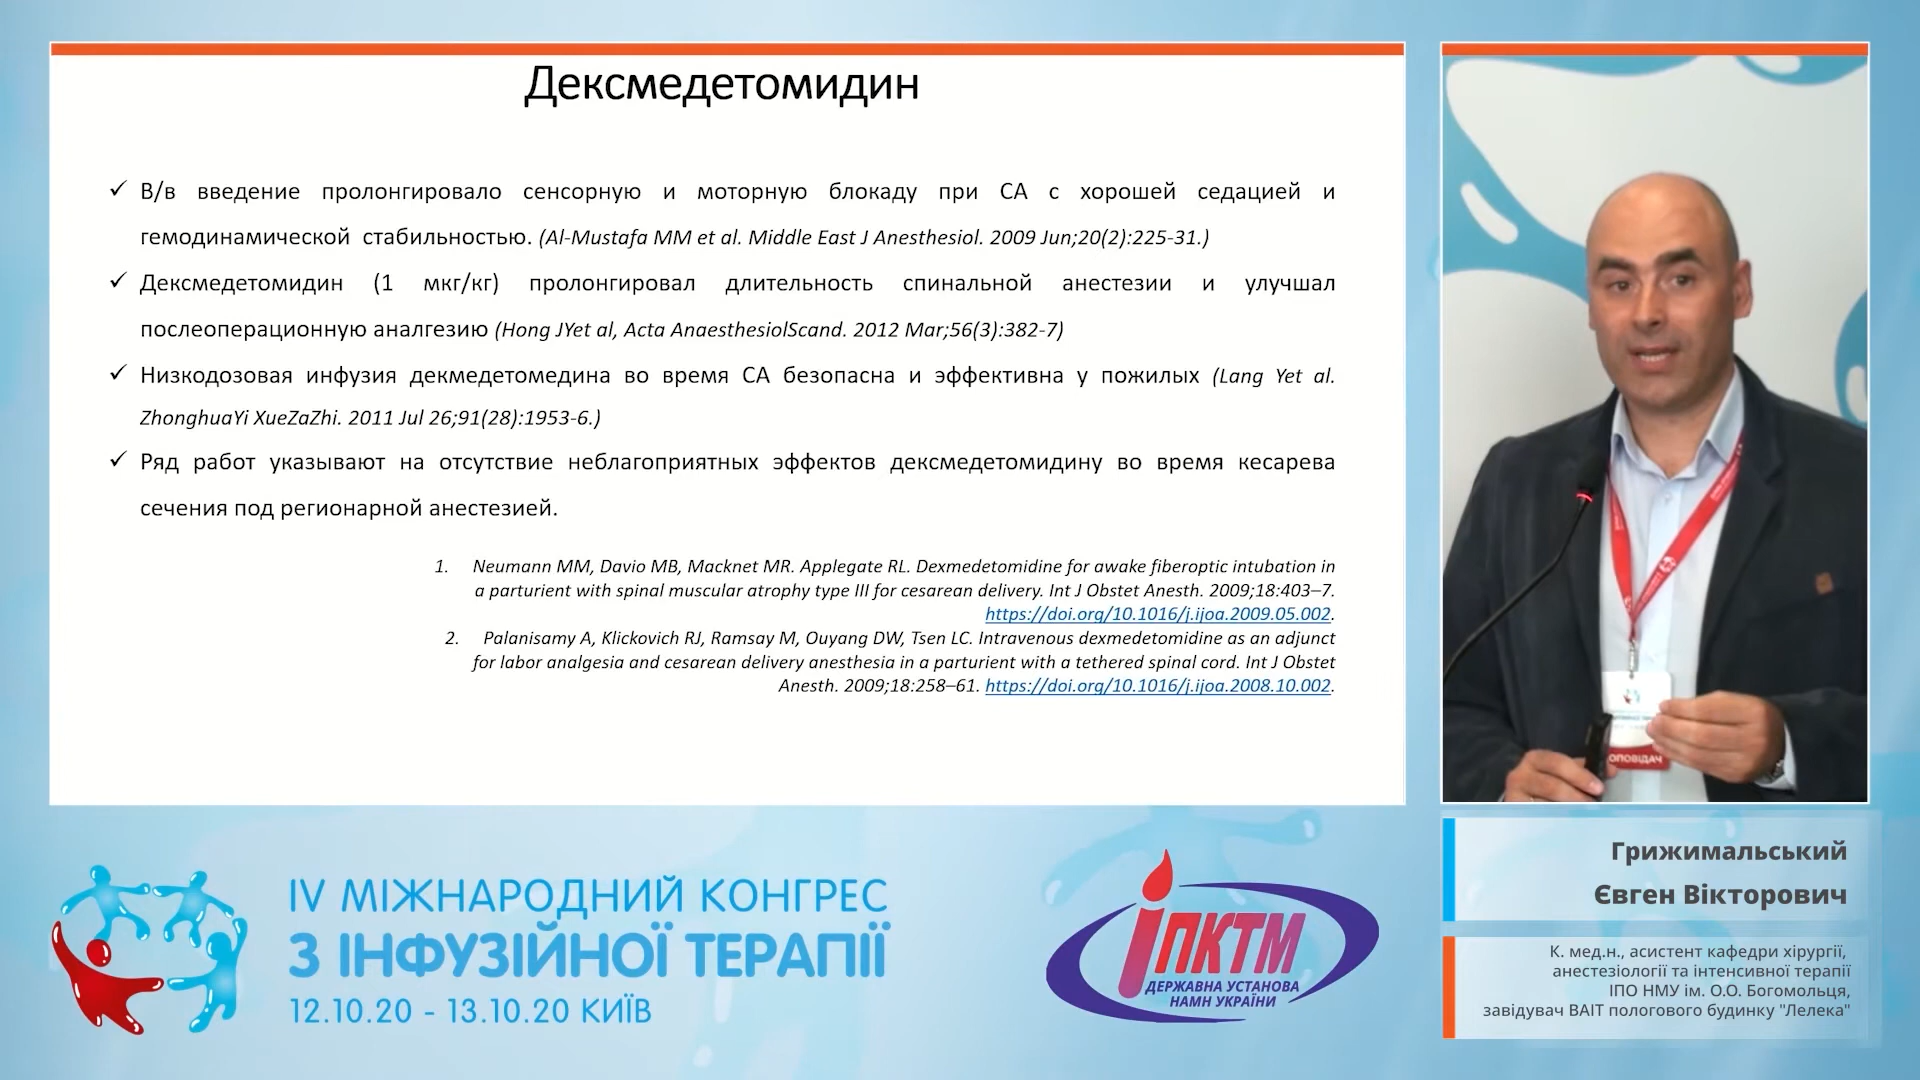 Дексмедетомидин
✓ В/в введение пролонгировало сенсорную и моторную блокаду при СА с хорошей седацией и
гемодинамической стабильностью. (Al-Mustafa MM et al. Middle East J Anesthesiol. 2009 Jun;20(2):225-31.)
✓ Дексмедетомидин (1 мкг/кг) пролонгировал длительность спинальной анестезии и улучшал
послеоперационную аналгезию (Hong JYet al, Acta AnaesthesiolScand. 2012 Mar;56(3):382-7)
✓ Низкодозовая инфузия декмедетомедина во время СА безопасна и эффективна у пожилых (Lang Yet al.
ZhonghuaYi XueZaZhi. 2011 Jul 26;91(28):1953-6.)
✓ Ряд работ указывают на отсутствие неблагоприятных эффектов дексмедетомидину во время кесарева
сечения под регионарной анестезией.
1. Neumann MM, Davio MB, Macknet MR. Applegate RL. Dexmedetomidine for awake fiberoptic intubation in
a parturient with spinal muscular atrophy type III for cesarean delivery. Int J Obstet Anesth. 2009;18:403–7.
https://doi.org/10.1016/j.ijoa.2009.05.002.
2. Palanisamy A, Klickovich RJ, Ramsay M, Ouyang DW, Tsen LC. Intravenous dexmedetomidine as an adjunct
for labor analgesia and cesarean delivery anesthesia in a parturient with a tethered spinal cord. Int J Obstet
Anesth. 2009;18:258–61. https://doi.org/10.1016/j.ijoa.2008.10.002.
ОПОВІДАЧ
IV МІЖНАРОДНИЙ КОНГРЕС
З ІНФУЗІЙНОЇ ТЕРАПІЇ
12.10.20 - 13.10.20 КИЇВ
ІПКТМ
ДЕРЖАВНА УСТАНОВА
НАМН УКРАЇНИ
Грижимальський
Євген Вікторович
К. мед.н., асистент кафедри хірургії,
анестезіології та інтенсивної терапії
ІПО НМУ ім. О.О. Богомольця,
завідувач ВАІТ пологового будинку "Лелека"